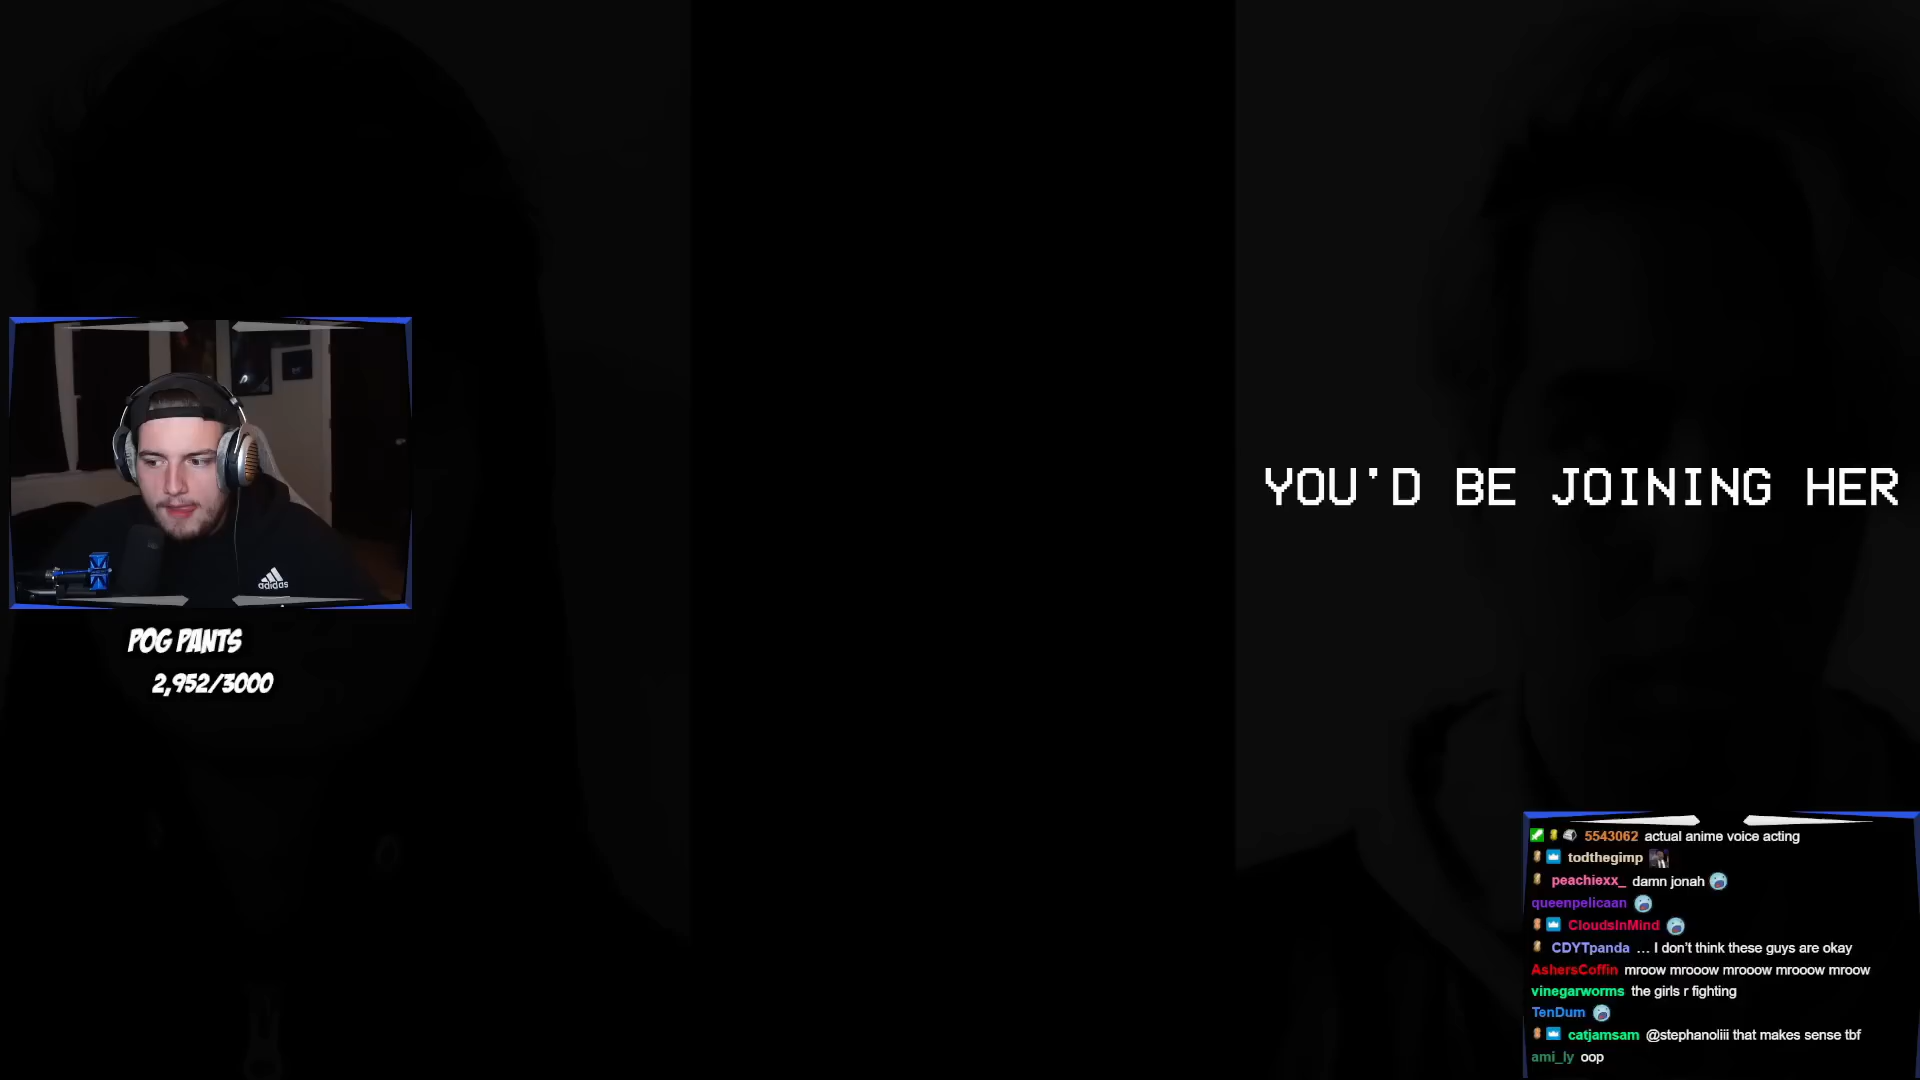 YOU'D BE JOINING HER
adidas
POG PANTS
2,952/3000
5543062 actual anime voice acting
todthegimp
peachiexx_ damn jonah
queenpelicaan
CloudsInMind
CDYTpanda ... I don't think these guys are okay
AshersCoffin mroow mrooow mrooow mrooow mroow
vinegarworms the girls r fighting
TenDum
catjamsam @stephanoliii that makes sense tbf
ami_ly oop